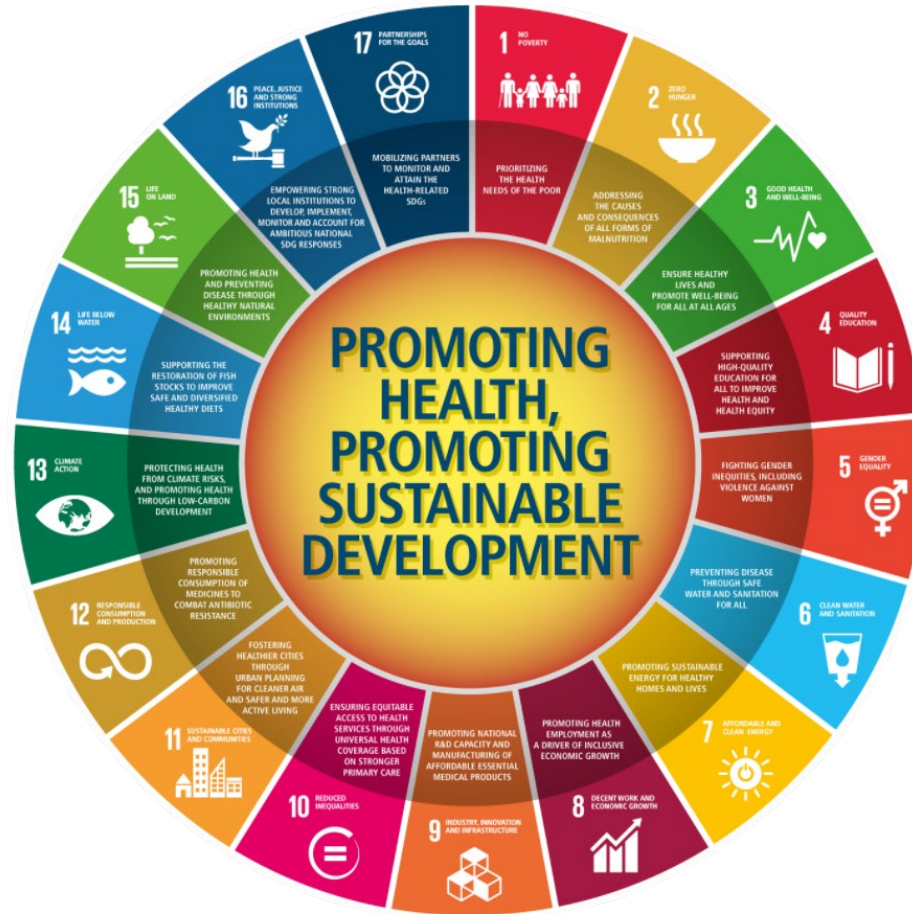 PROMOTING
HEALTH,
PROMOTING
SUSTAINABLE
DEVELOPMENT
1 NO
POVERTY
PRIORITIZING
THE HEALTH
NEEDS OF THE POOR
2 ZERO
HUNGER
ADDRESSING
THE CAUSES
AND CONSEQUENCES
OF ALL FORMS OF
MALNUTRITION
3 GOOD HEALTH
AND WELL-BEING
ENSURE HEALTHY
LIVES AND
PROMOTE WELL-BEING
FOR ALL AT ALL AGES
4 QUALITY
EDUCATION
SUPPORTING
HIGH-QUALITY
EDUCATION FOR
ALL TO IMPROVE
HEALTH AND
HEALTH EQUITY
5 GENDER
EQUALITY
FIGHTING GENDER
INEQUITIES, INCLUDING
VIOLENCE AGAINST
WOMEN
6 CLEAN WATER
AND SANITATION
PREVENTING DISEASE
THROUGH SAFE
WATER AND SANITATION
FOR ALL
7 AFFORDABLE AND
CLEAN ENERGY
PROMOTING SUSTAINABLE
ENERGY FOR HEALTHY
HOMES AND LIVES
8 DECENT WORK AND
ECONOMIC GROWTH
PROMOTING HEALTH
EMPLOYMENT AS
A DRIVER OF INCLUSIVE
ECONOMIC GROWTH
9 INDUSTRY, INNOVATION
AND INFRASTRUCTURE
PROMOTING NATIONAL
R&D CAPACITY AND
MANUFACTURING OF
AFFORDABLE ESSENTIAL
MEDICAL PRODUCTS
10 REDUCED
INEQUALITIES
ENSURING EQUITABLE
ACCESS TO HEALTH
SERVICES THROUGH
UNIVERSAL HEALTH
COVERAGE BASED
ON STRONGER
PRIMARY CARE
11 SUSTAINABLE CITIES
AND COMMUNITIES
FOSTERING
HEALTHIER CITIES
THROUGH
URBAN PLANNING
FOR CLEANER AIR
AND SAFER AND MORE
ACTIVE LIVING
12 RESPONSIBLE
CONSUMPTION
AND PRODUCTION
PROMOTING
RESPONSIBLE
CONSUMPTION OF
MEDICINES TO
COMBAT ANTIBIOTIC
RESISTANCE
13 CLIMATE
ACTION
PROTECTING HEALTH
FROM CLIMATE RISKS,
AND PROMOTING HEALTH
THROUGH LOW-CARBON
DEVELOPMENT
14 LIFE BELOW
WATER
SUPPORTING THE
RESTORATION OF FISH
STOCKS TO IMPROVE
SAFE AND DIVERSIFIED
HEALTHY DIETS
15 LIFE
ON LAND
PROMOTING HEALTH
AND PREVENTING
DISEASE THROUGH
HEALTHY NATURAL
ENVIRONMENTS
16 PEACE, JUSTICE
AND STRONG
INSTITUTIONS
EMPOWERING STRONG
LOCAL INSTITUTIONS TO
DEVELOP, IMPLEMENT,
MONITOR AND ACCOUNT FOR
AMBITIOUS NATIONAL
SDG RESPONSES
17 PARTNERSHIPS
FOR THE GOALS
MOBILIZING PARTNERS
TO MONITOR AND
ATTAIN THE
HEALTH-RELATED
SDGs